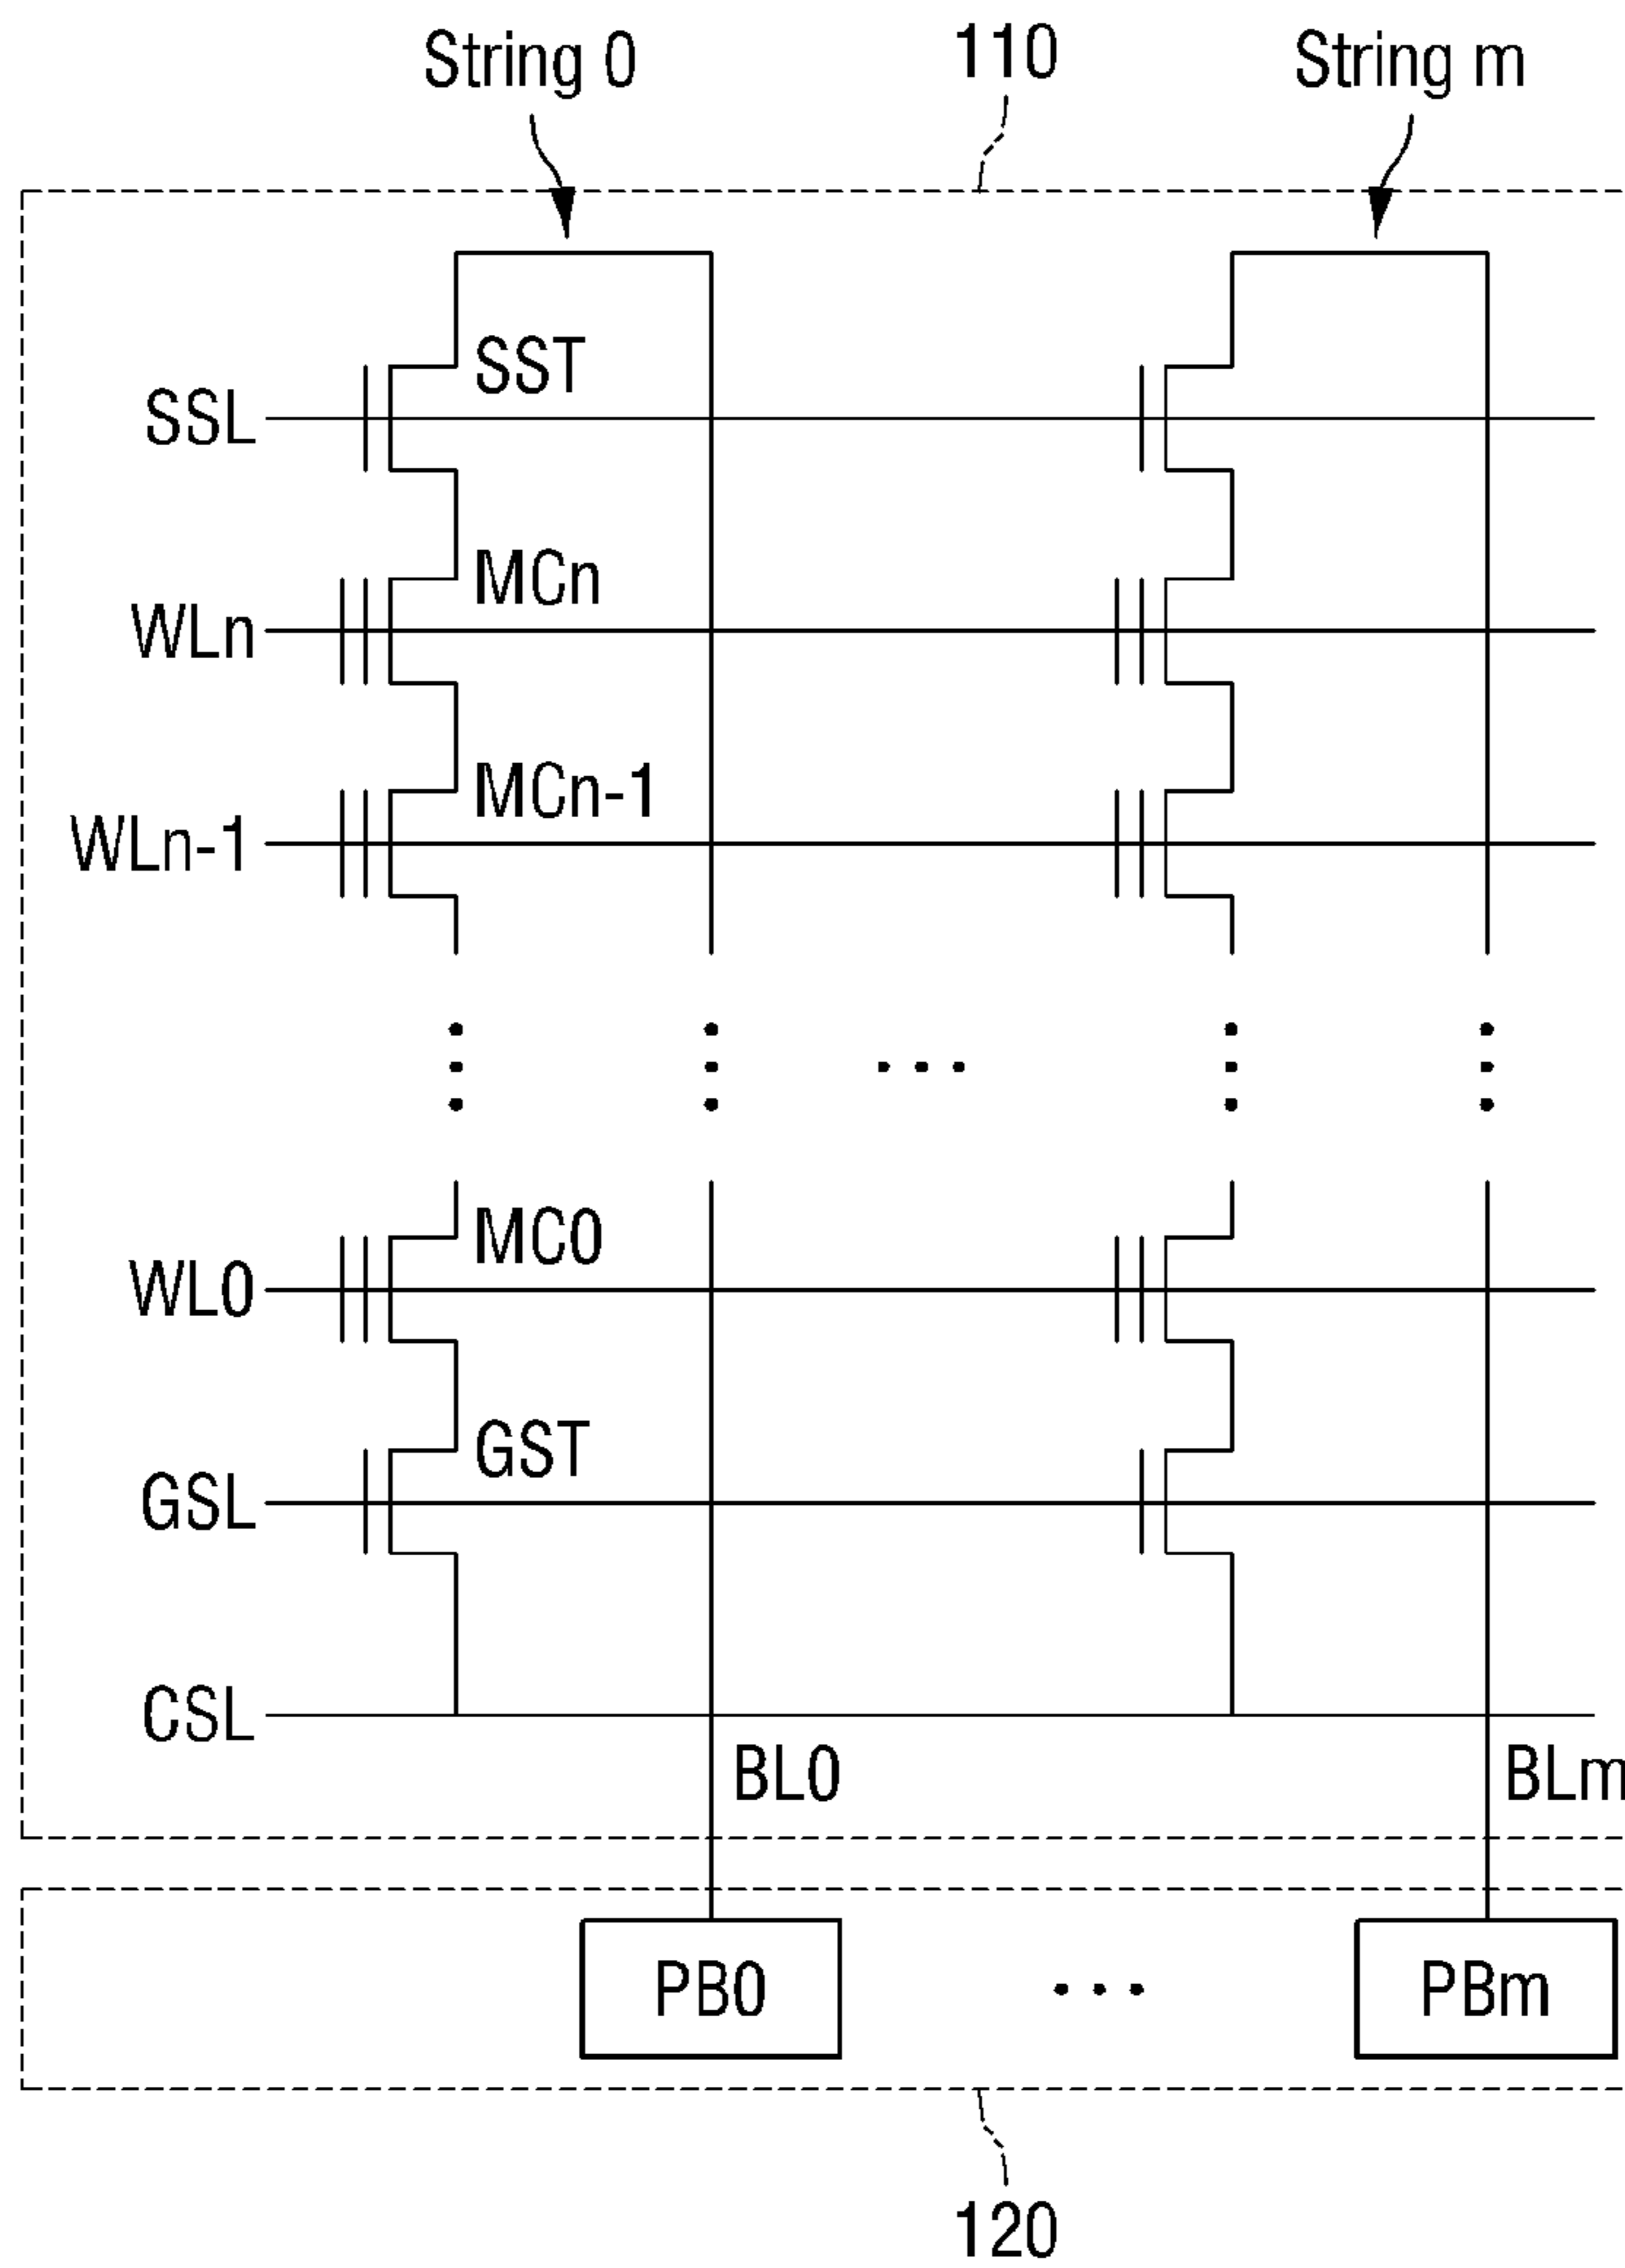 String 0
110
String m
SST
SSL
MCn
WLn
MCn-1
WLn-1
MC0
WL0
GST
GSL
CSL
BL0
BLm
PB0
PBm
120